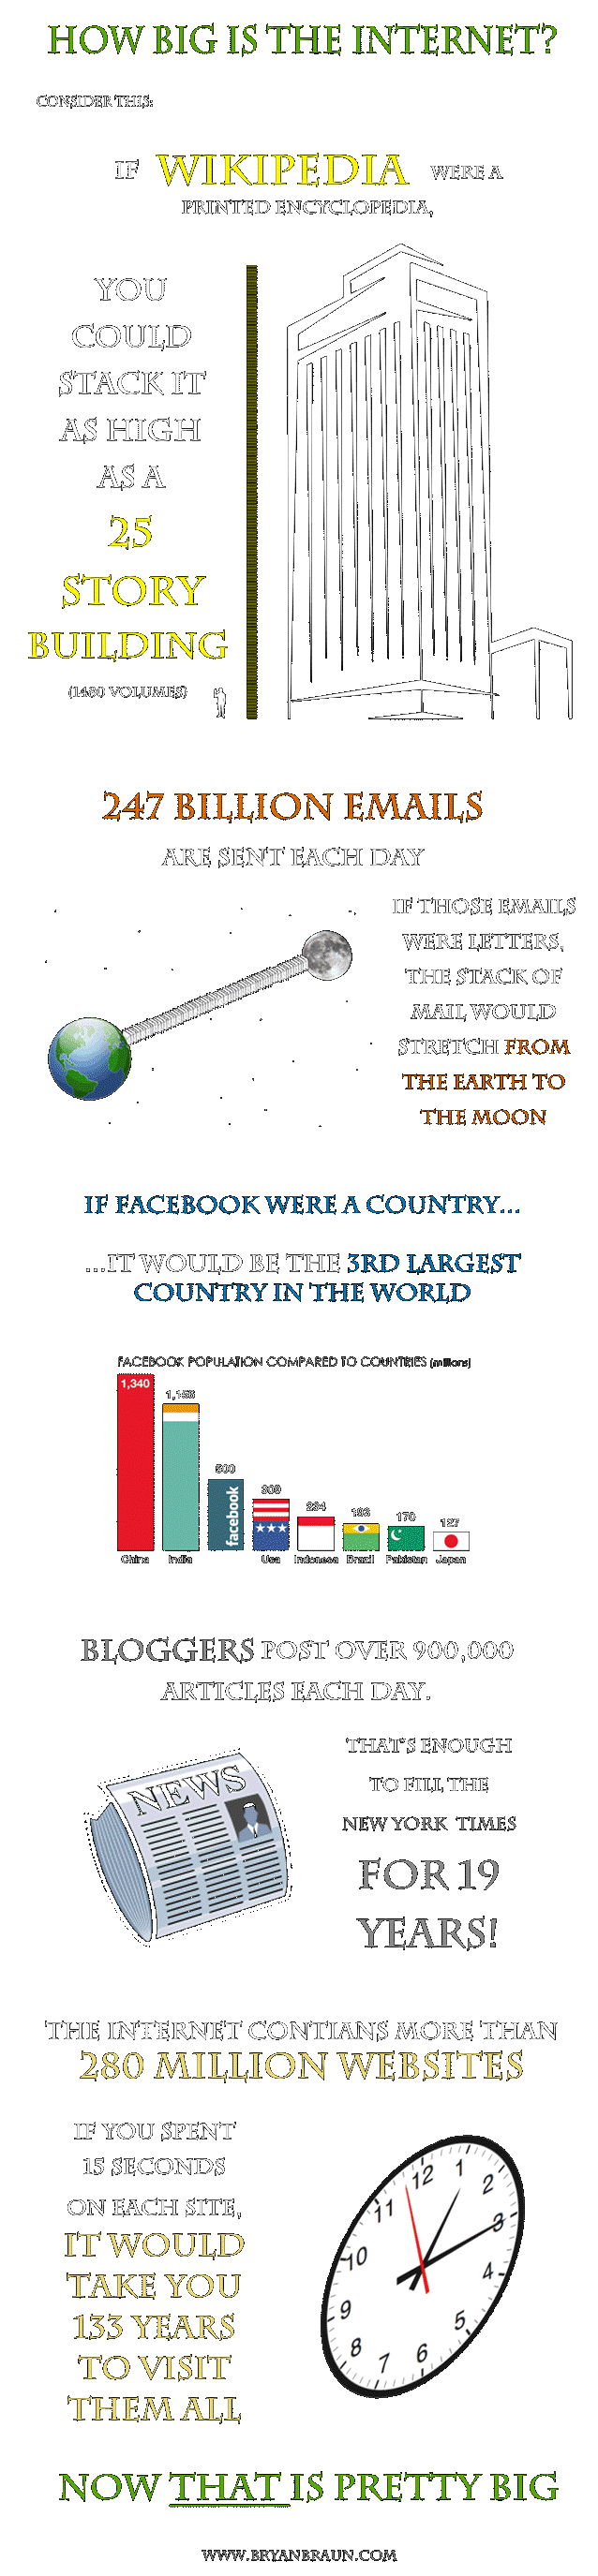 HOW BIG IS THE INTERNET?
CONSIDER THIS:
IF WIKIPEDIA WERE A
PRINTED ENCYCLOPEDIA,
YOU
COULD
STACK IT
AS HIGH
AS A
25
STORY
BUILDING
(1480 VOLUMES)
247 BILLION EMAILS
ARE SENT EACH DAY
IF THOSE EMAILS
WERE LETTERS,
THE STACK OF
MAIL WOULD
STRETCH FROM
THE EARTH TO
THE MOON
IF FACEBOOK WERE A COUNTRY...
...IT WOULD BE THE 3RD LARGEST
COUNTRY IN THE WORLD
FACEBOOK POPULATION COMPARED TO COUNTRIES (millions)
1,340
500
234
193
170
127
facebook
China India Usa Indonesa Brazil Pakistan Japan
BLOGGERS POST OVER 900,000
ARTICLES EACH DAY.
NEWS
THAT'S ENOUGH
TO FILL THE
NEW YORK TIMES
FOR 19
YEARS!
THE INTERNET CONTIANS MORE THAN
280 MILLION WEBSITES
IF YOU SPENT
15 SECONDS
ON EACH SITE,
IT WOULD
TAKE YOU
133 YEARS
TO VISIT
THEM ALL
12
1
2
3
4
5
6
7
8
9
10
11
NOW THAT IS PRETTY BIG
WWW.BRYANBRAUN.COM